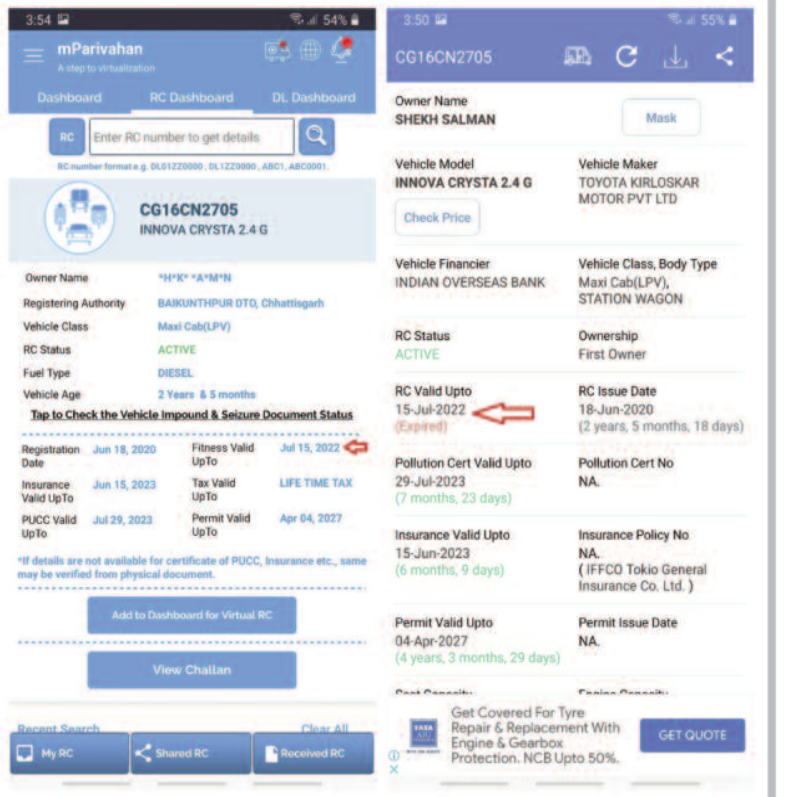 3:54
54%
mParivahan
A step to virtualization
Dashboard RC Dashboard DL Dashboard
RC Enter RC number to get details
RC number format e.g. DL01ZZ0000 , DL1ZZ0000 , ABC1, ABC0001.
CG16CN2705
INNOVA CRYSTA 2.4 G
Owner Name *H*K* *A*M*N
Registering Authority BAIKUNTHPUR DTO, Chhattisgarh
Vehicle Class Maxi Cab(LPV)
RC Status ACTIVE
Fuel Type DIESEL
Vehicle Age 2 Years & 5 months
Tap to Check the Vehicle Impound & Seizure Document Status
Registration Date Jun 18, 2020 Fitness Valid UpTo Jul 15, 2022
Insurance Valid UpTo Jun 15, 2023 Tax Valid UpTo LIFE TIME TAX
PUCC Valid UpTo Jul 29, 2023 Permit Valid UpTo Apr 04, 2027
*If details are not available for certificate of PUCC, Insurance etc., same
may be verified from physical document.
Add to Dashboard for Virtual RC
View Challan
Recent Search Clear All
My RC Shared RC Received RC
3:50
55%
CG16CN2705
Owner Name
SHEKH SALMAN
Mask
Vehicle Model Vehicle Maker
INNOVA CRYSTA 2.4 G TOYOTA KIRLOSKAR
MOTOR PVT LTD
Check Price
Vehicle Financier Vehicle Class, Body Type
INDIAN OVERSEAS BANK Maxi Cab(LPV),
STATION WAGON
RC Status Ownership
ACTIVE First Owner
RC Valid Upto RC Issue Date
15-Jul-2022 18-Jun-2020
(Expired) (2 years, 5 months, 18 days)
Pollution Cert Valid Upto Pollution Cert No
29-Jul-2023 NA.
(7 months, 23 days)
Insurance Valid Upto Insurance Policy No
15-Jun-2023 NA.
(6 months, 9 days) ( IFFCO Tokio General
Insurance Co. Ltd. )
Permit Valid Upto Permit Issue Date
04-Apr-2027 NA.
(4 years, 3 months, 29 days)
Seat Capacity Engine Capacity
TATA AIG
Get Covered For Tyre
Repair & Replacement With
Engine & Gearbox
Protection. NCB Upto 50%.
GET QUOTE